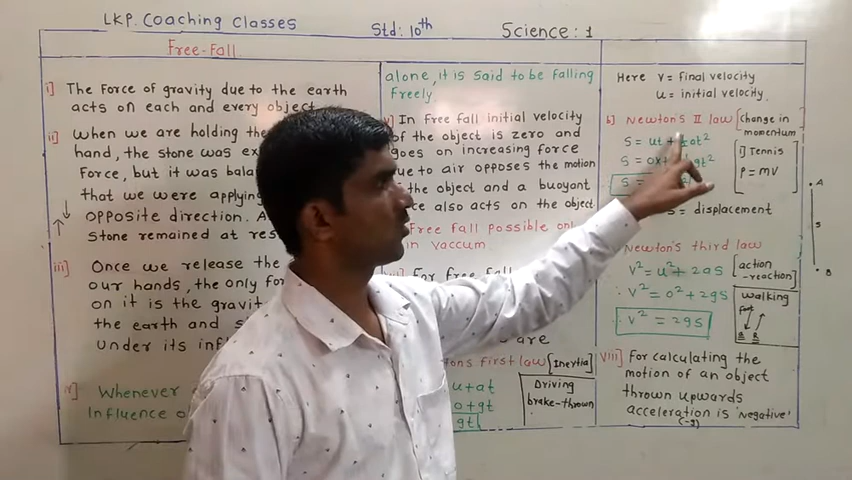 LKP. Coaching Classes
Std: 10th
Science: 1
Free-Fall
i] The force of gravity due to the earth
acts on each and every object.
ii] When we are holding the
hand, the stone was ex
Force, but it was bala
that we were applying
opposite direction. A
stone remained at res
iii] Once we release the
our hands, the only fo
on it is the gravit
the earth and s
under its inf
Whenever
influence o
alone, it is said to be falling
freely.
In free fall initial velocity
of the object is zero and
goes on increasing force
due to air opposes the motion
the object and a buoyant
ce also acts on the object
Free fall possible on
in vaccum.
For free fall
are
tons first law [Inertia]
u+at
o+gt
gt
Driving
brake-thrown
Here v = final velocity
u = initial velocity.
b) Newton's II law [change in
momentum
S = ut +
at²
S = 0x
gt²
S =
i] Tennis
P = mv
S = displacement
A
S
B
Newton's third law
v² = u² + 2as [action
-reaction]
∴ v² = 0² + 2gs
v² = 2gs
Walking
foot
VIII] For calculating the
motion of an object
thrown upwards
acceleration is 'negative'
(-g)